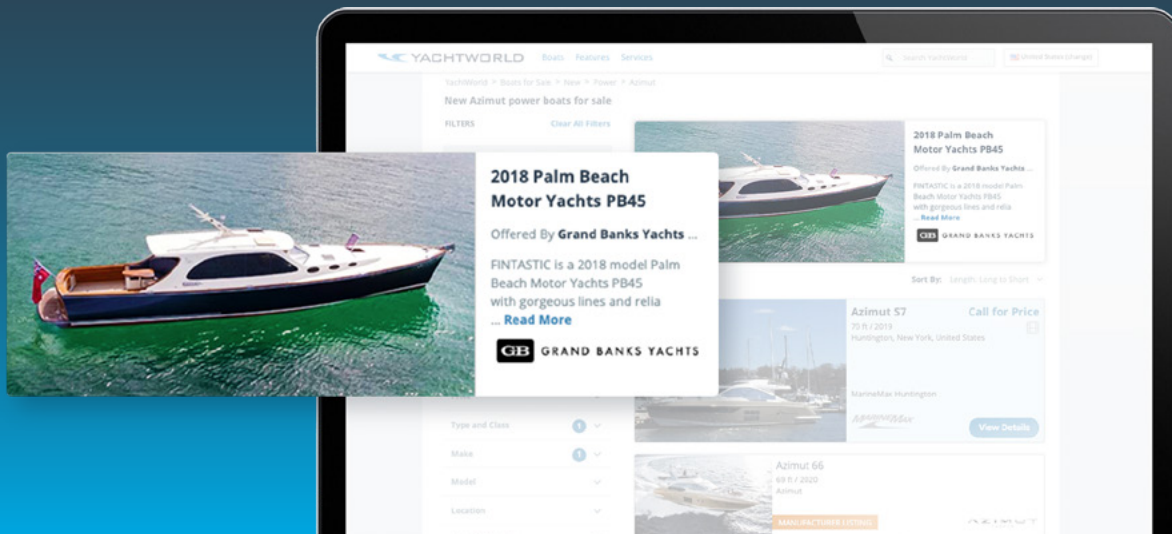 YACHTWORLD Boats Features Services
Search YachtWorld
United States (change)
YachtWorld > Boats for Sale > New > Power > Azimut
New Azimut power boats for sale
FILTERS
Clear All Filters
2018 Palm Beach
Motor Yachts PB45
Offered By Grand Banks Yachts ...
FINTASTIC is a 2018 model Palm
Beach Motor Yachts PB45
with gorgeous lines and relia
... Read More
GB GRAND BANKS YACHTS
2018 Palm Beach
Motor Yachts PB45
Offered By Grand Banks Yachts ...
FINTASTIC is a 2018 model Palm
Beach Motor Yachts PB45
with gorgeous lines and relia
... Read More
GB GRAND BANKS YACHTS
Sort By: Length: Long to Short
Azimut S7
Call for Price
70 ft / 2019
Huntington, New York, United States
MarineMax Huntington
MARINEMAX
View Details
Type and Class 1
Make 1
Model
Location
Azimut 66
69 ft / 2020
Azimut
MANUFACTURER LISTING
AZIMUT